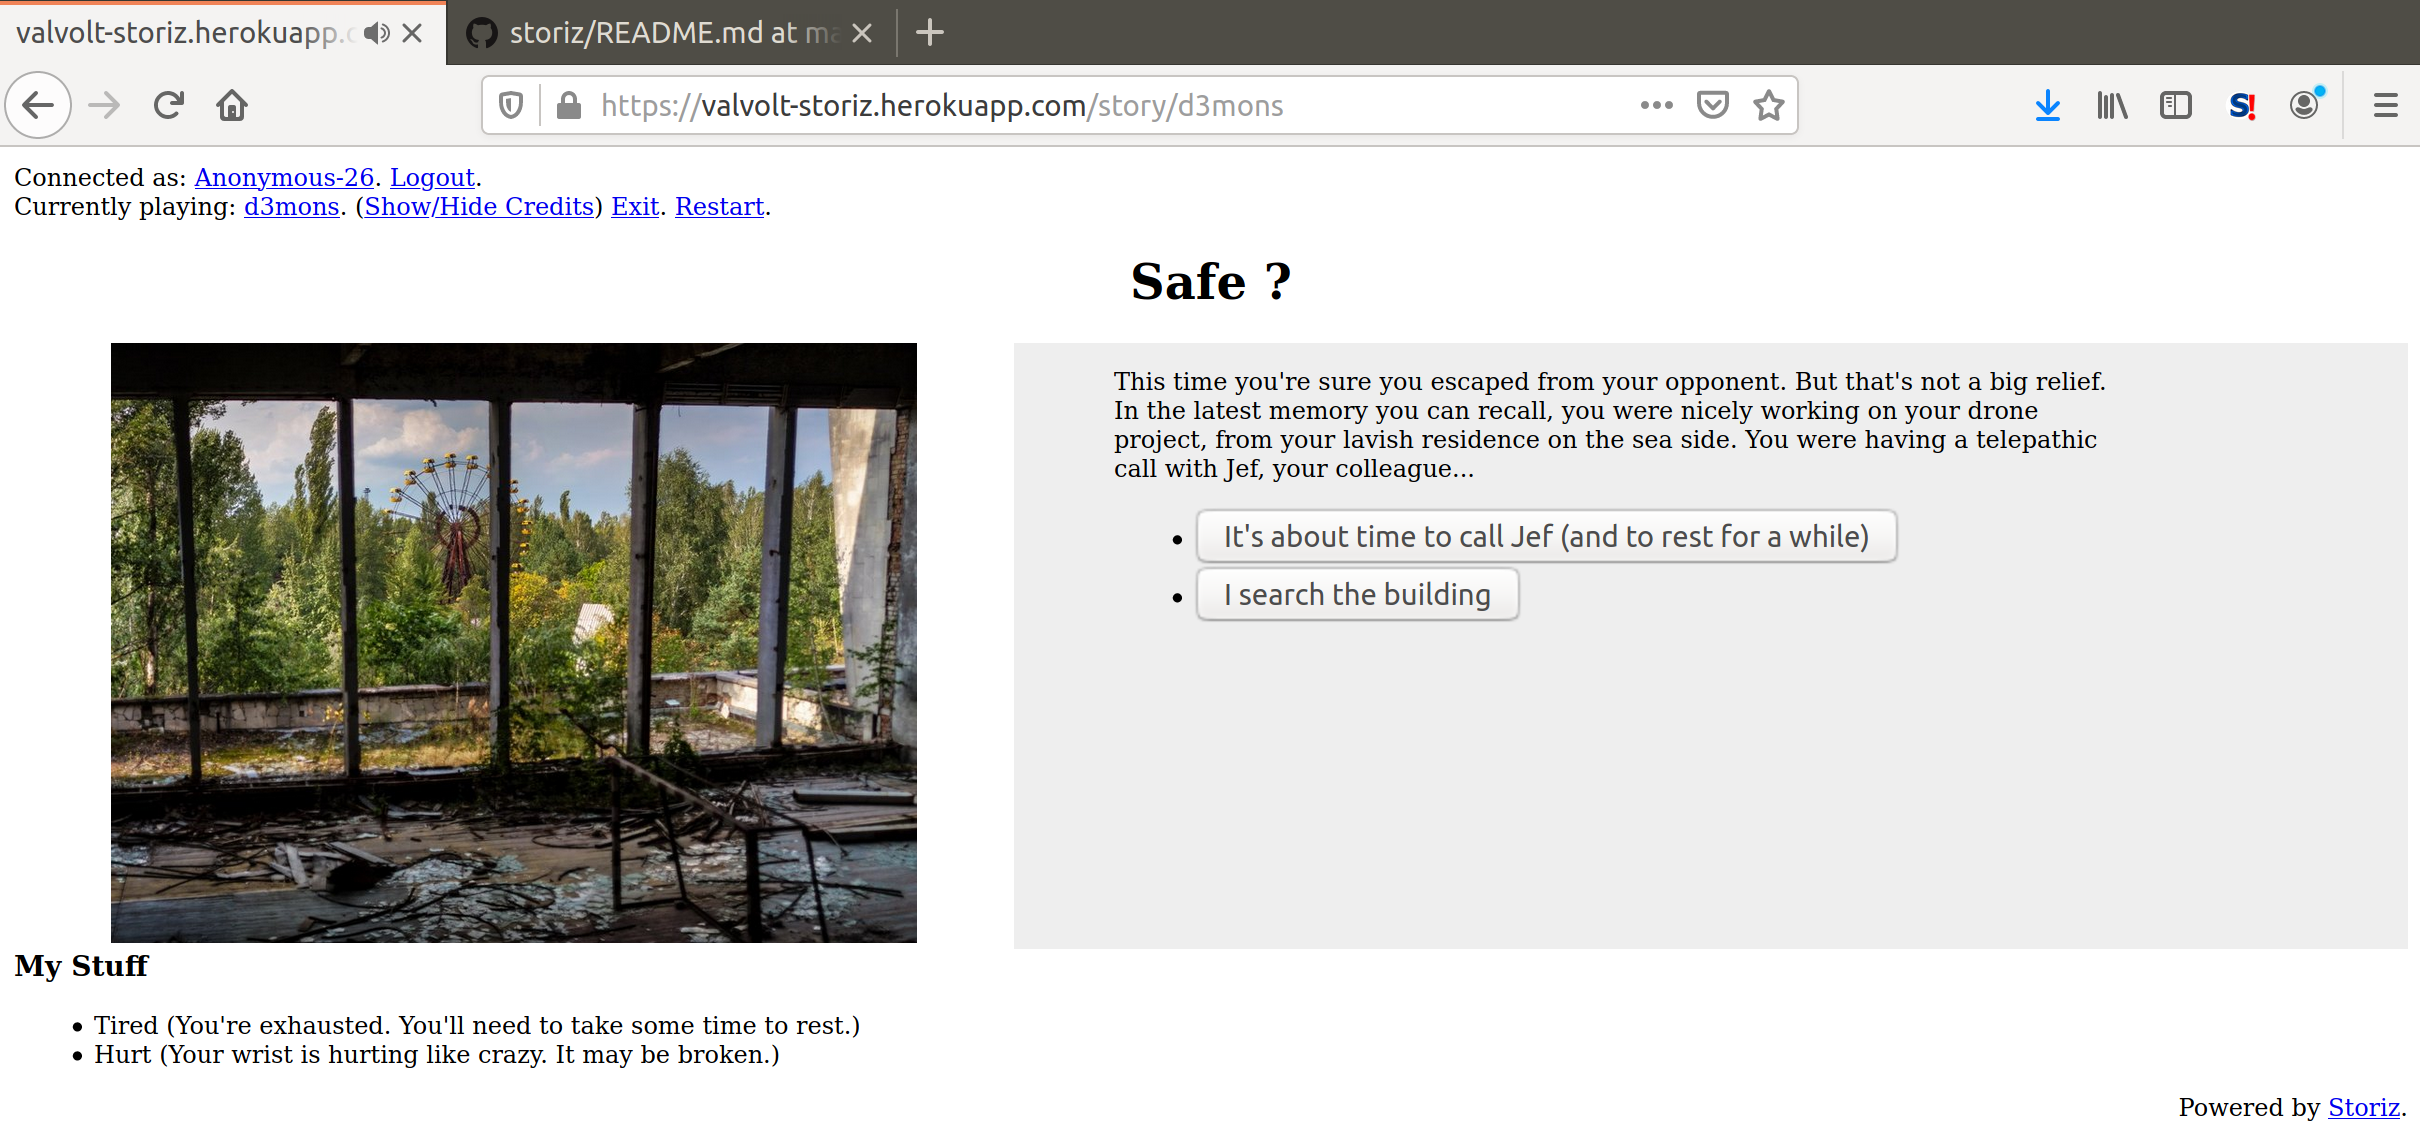 valvolt-storiz.herokuapp.c
storiz/README.md at ma
https://valvolt-storiz.herokuapp.com/story/d3mons
S!
Connected as: Anonymous-26. Logout.
Currently playing: d3mons. (Show/Hide Credits) Exit. Restart.
Safe ?
This time you're sure you escaped from your opponent. But that's not a big relief.
In the latest memory you can recall, you were nicely working on your drone
project, from your lavish residence on the sea side. You were having a telepathic
call with Jef, your colleague...
It's about time to call Jef (and to rest for a while)
I search the building
My Stuff
Tired (You're exhausted. You'll need to take some time to rest.)
Hurt (Your wrist is hurting like crazy. It may be broken.)
Powered by Storiz.